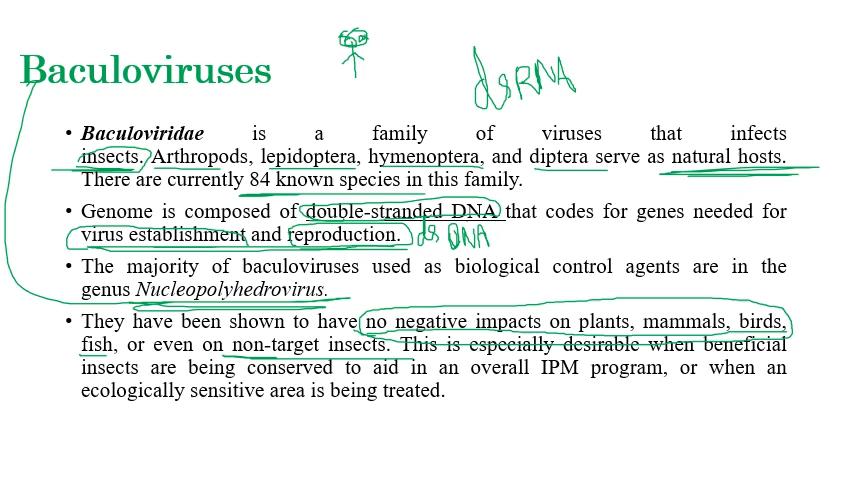 Baculoviruses
dsRNA
• Baculoviridae is a family of viruses that infects
insects. Arthropods, lepidoptera, hymenoptera, and diptera serve as natural hosts.
There are currently 84 known species in this family.
• Genome is composed of double-stranded DNA that codes for genes needed for
virus establishment and reproduction. ds DNA
• The majority of baculoviruses used as biological control agents are in the
genus Nucleopolyhedrovirus.
• They have been shown to have no negative impacts on plants, mammals, birds,
fish, or even on non-target insects. This is especially desirable when beneficial
insects are being conserved to aid in an overall IPM program, or when an
ecologically sensitive area is being treated.